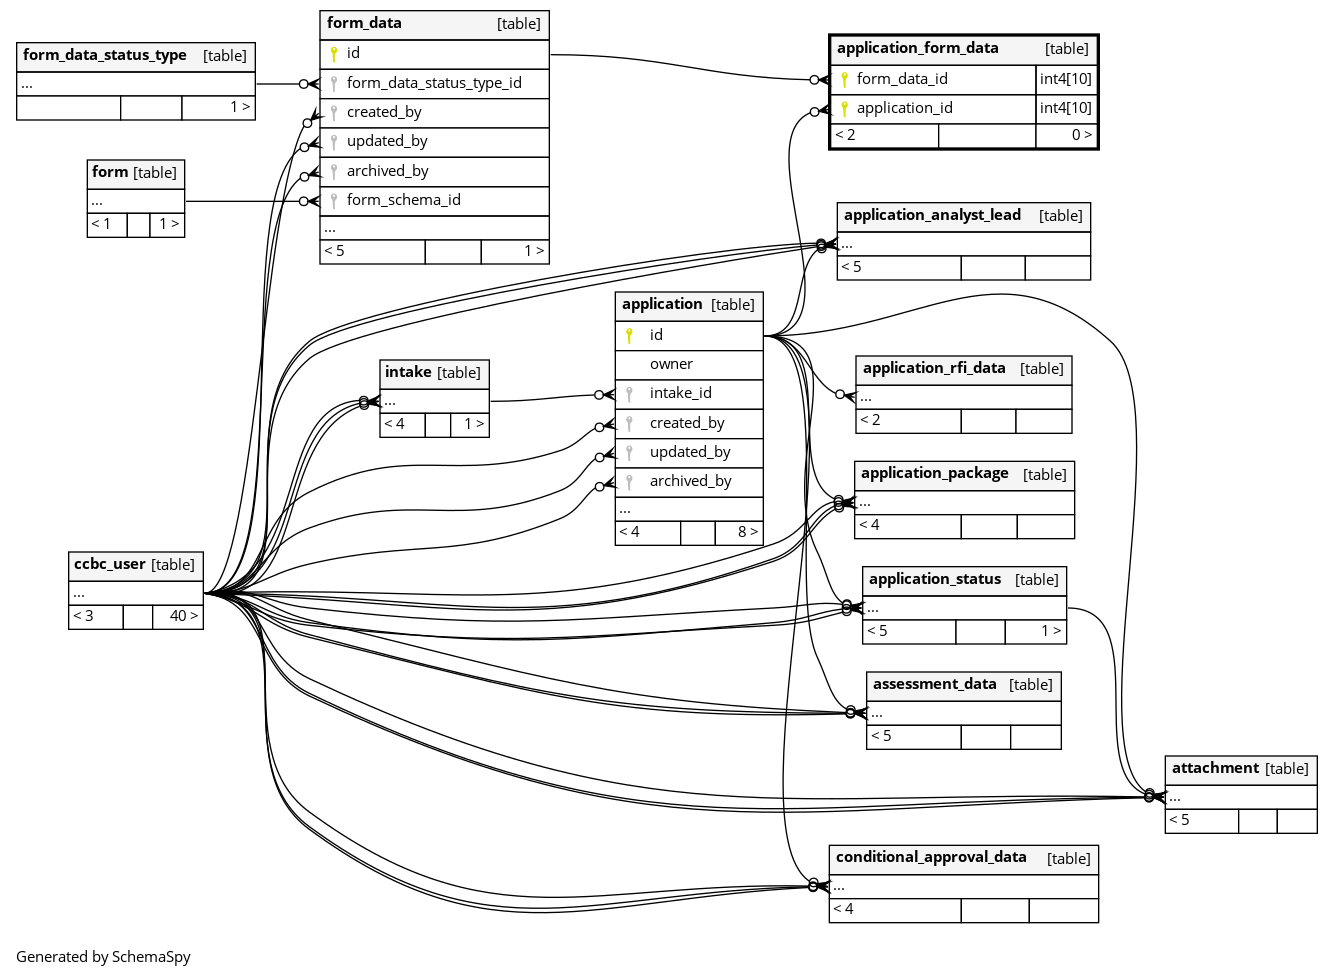 form_data_status_type [table]
...
1 >
form [table]
...
< 1 1 >
form_data [table]
id
form_data_status_type_id
created_by
updated_by
archived_by
form_schema_id
...
< 5 1 >
application_form_data [table]
form_data_id int4[10]
application_id int4[10]
< 2 0 >
application_analyst_lead [table]
...
< 5
application [table]
id
owner
intake_id
created_by
updated_by
archived_by
...
< 4 8 >
intake [table]
...
< 4 1 >
application_rfi_data [table]
...
< 2
application_package [table]
...
< 4
ccbc_user [table]
...
< 3 40 >
application_status [table]
...
< 5 1 >
assessment_data [table]
...
< 5
attachment [table]
...
< 5
conditional_approval_data [table]
...
< 4
Generated by SchemaSpy